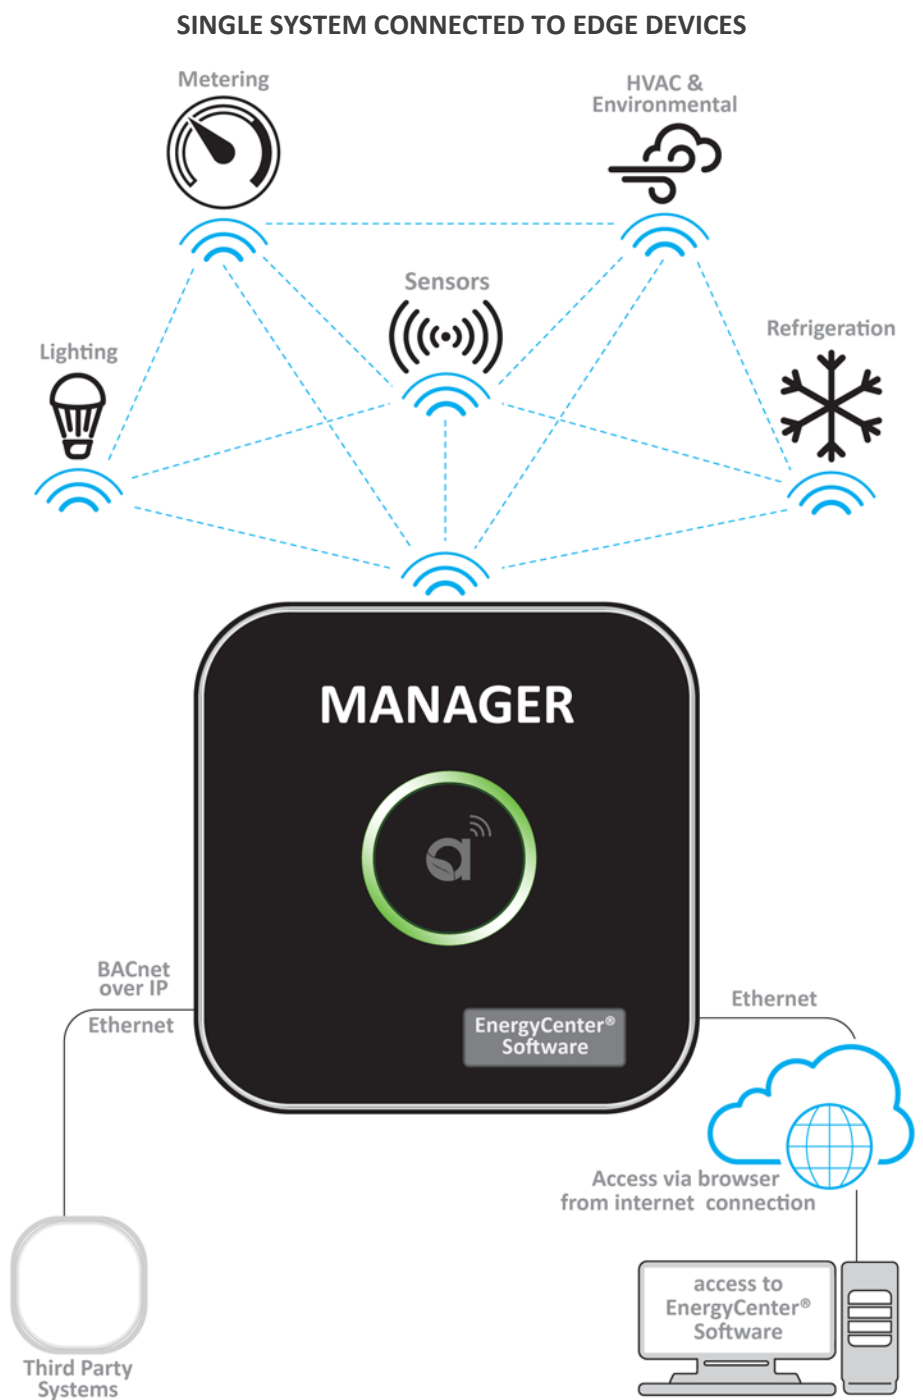 SINGLE SYSTEM CONNECTED TO EDGE DEVICES
Metering
HVAC &
Environmental
Sensors
Refrigeration
Lighting
MANAGER
BACnet
over IP
Ethernet
Ethernet
EnergyCenter®
Software
Access via browser
from internet connection
access to
EnergyCenter®
Software
Third Party
Systems